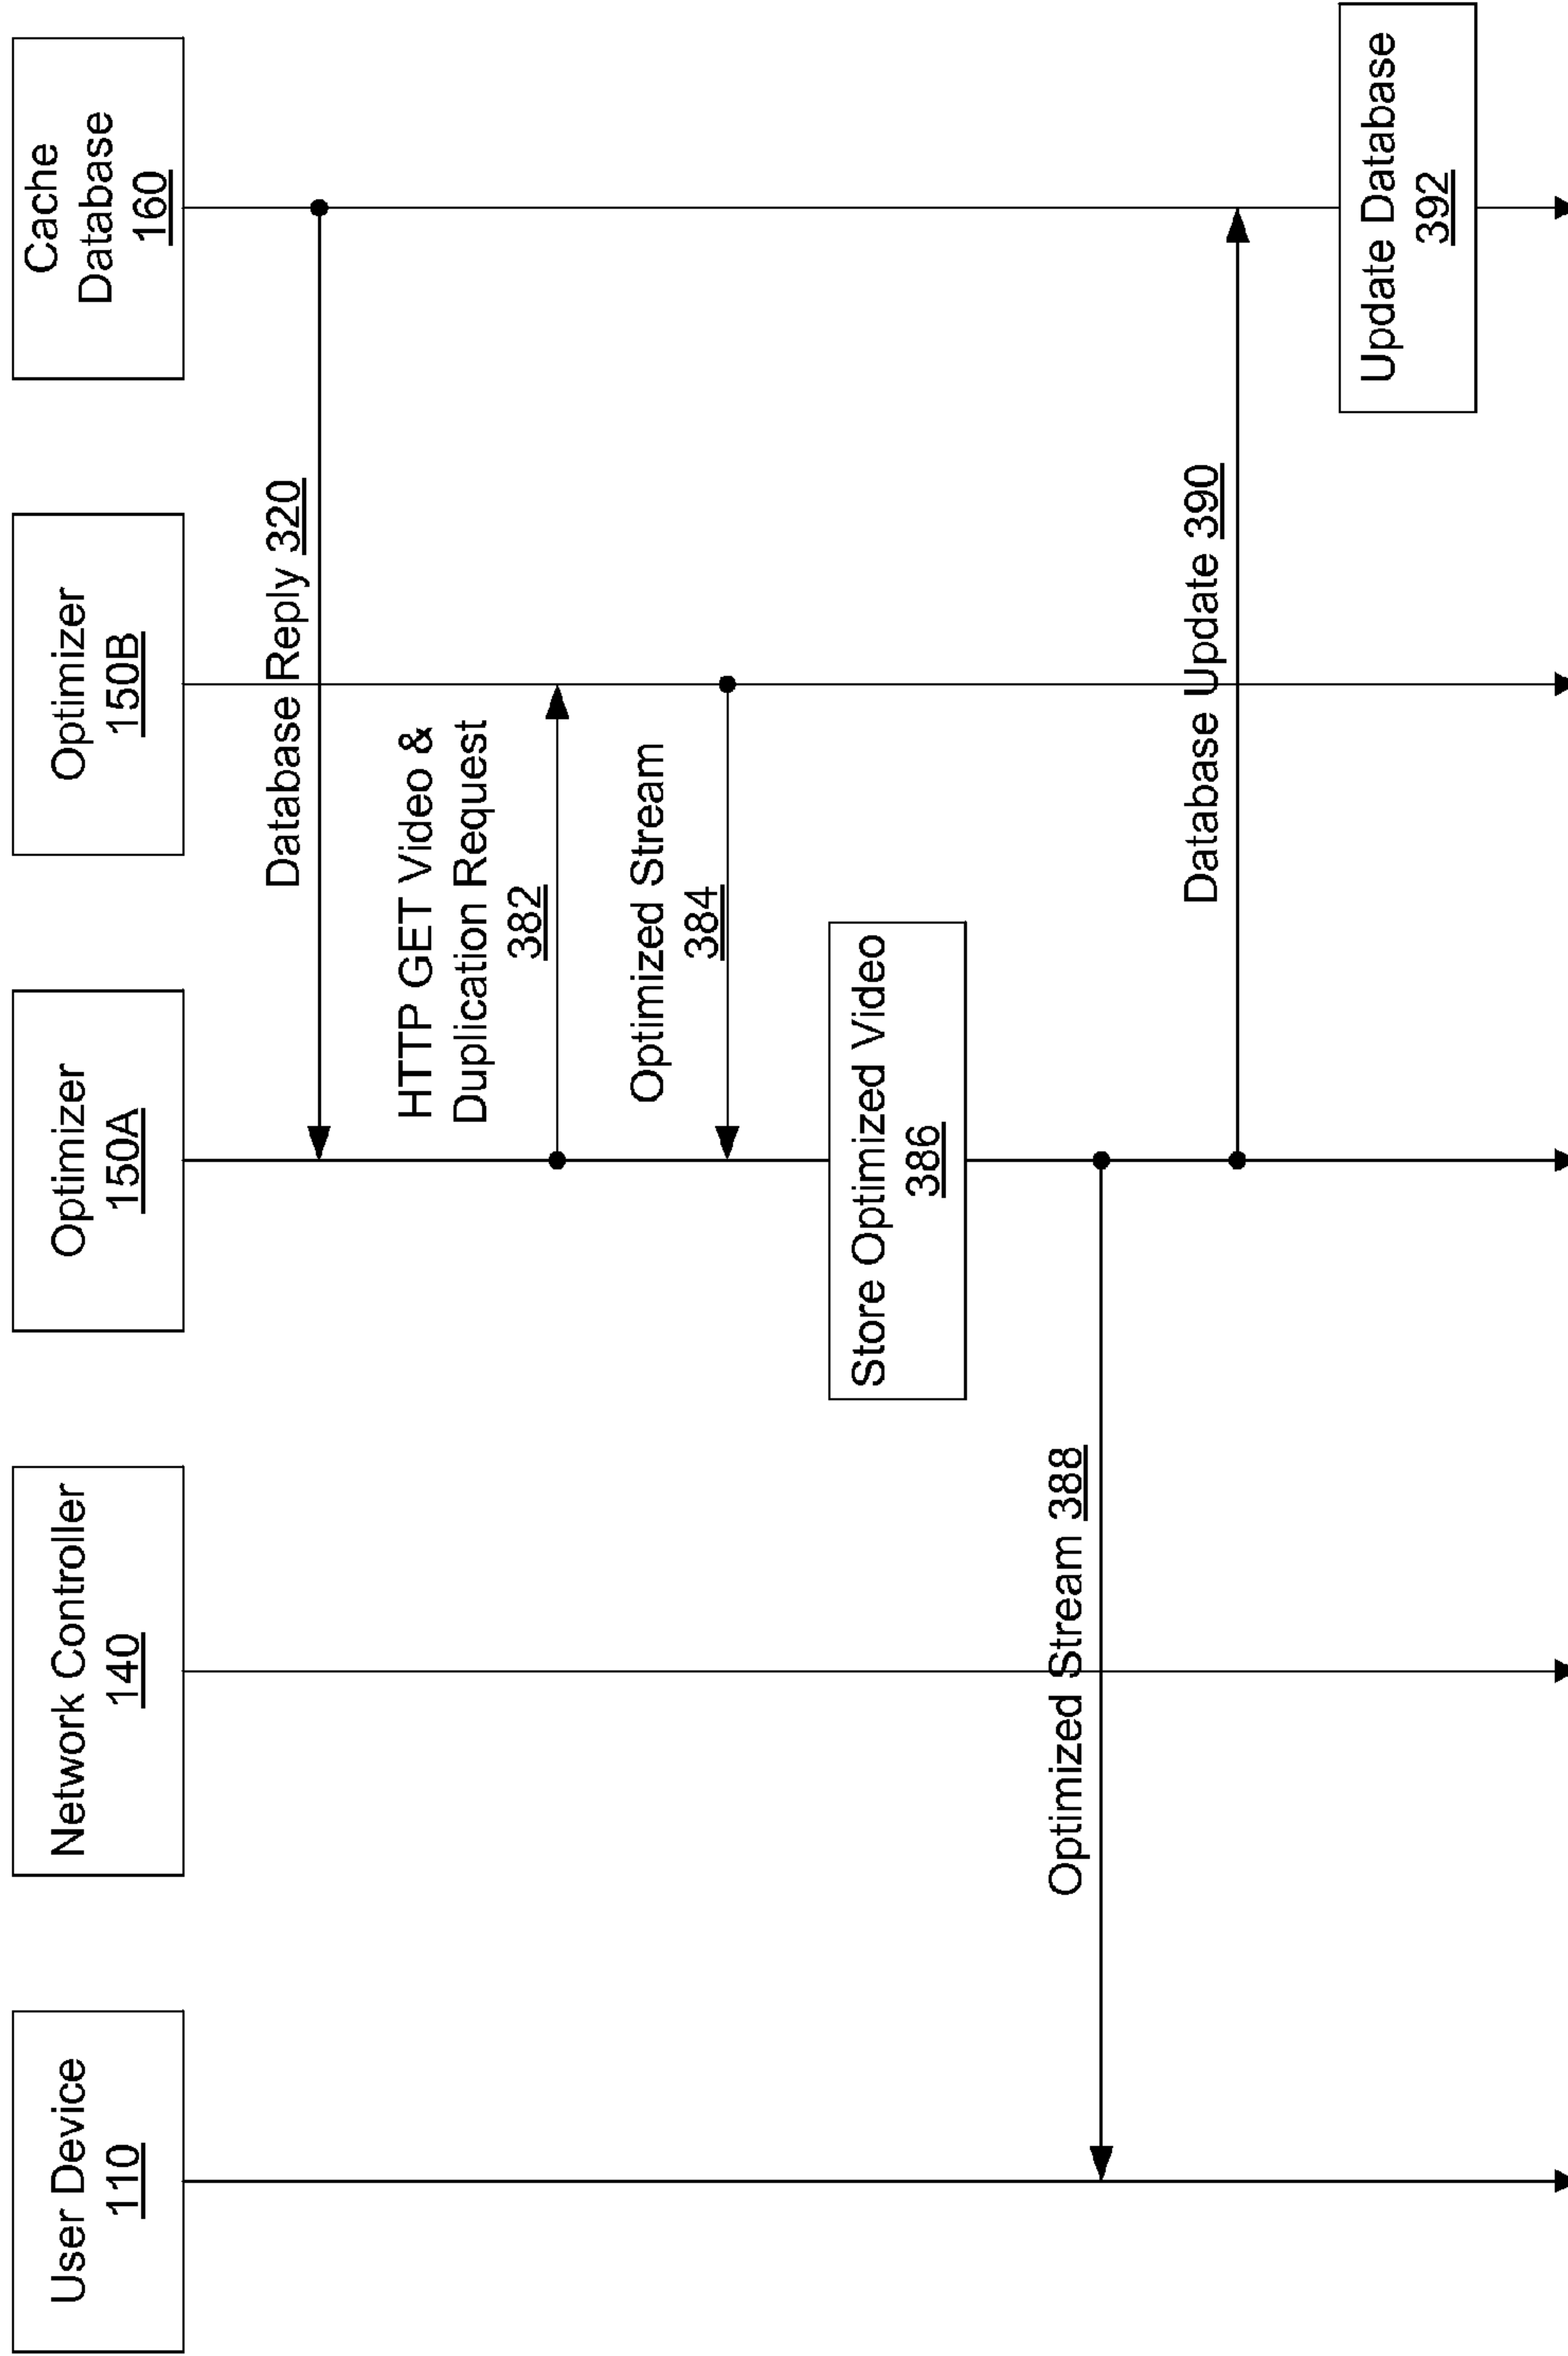 User Device
110
Network Controller
140
Optimizer
150A
Optimizer
150B
Cache
Database
160
Database Reply 320
HTTP GET Video &
Duplication Request
382
Optimized Stream
384
Store Optimized Video
386
Optimized Stream 388
Database Update 390
Update Database
392